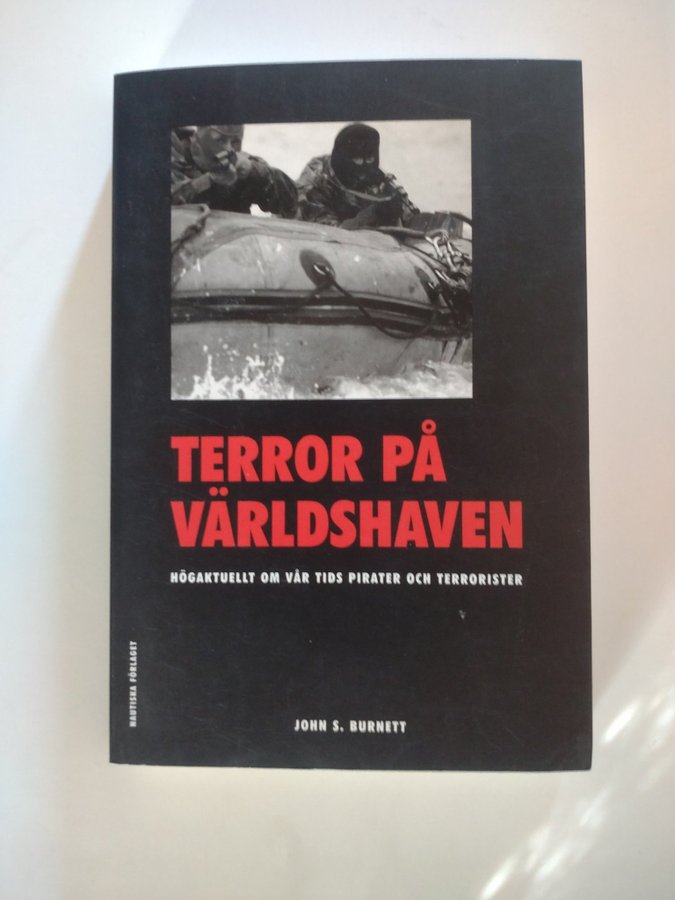 TERROR PÅ
VÄRLDSHAVEN
HÖGAKTUELLT OM VÅR TIDS PIRATER OCH TERRORISTER
NAUTISKA FÖRLAGET
JOHN S. BURNETT